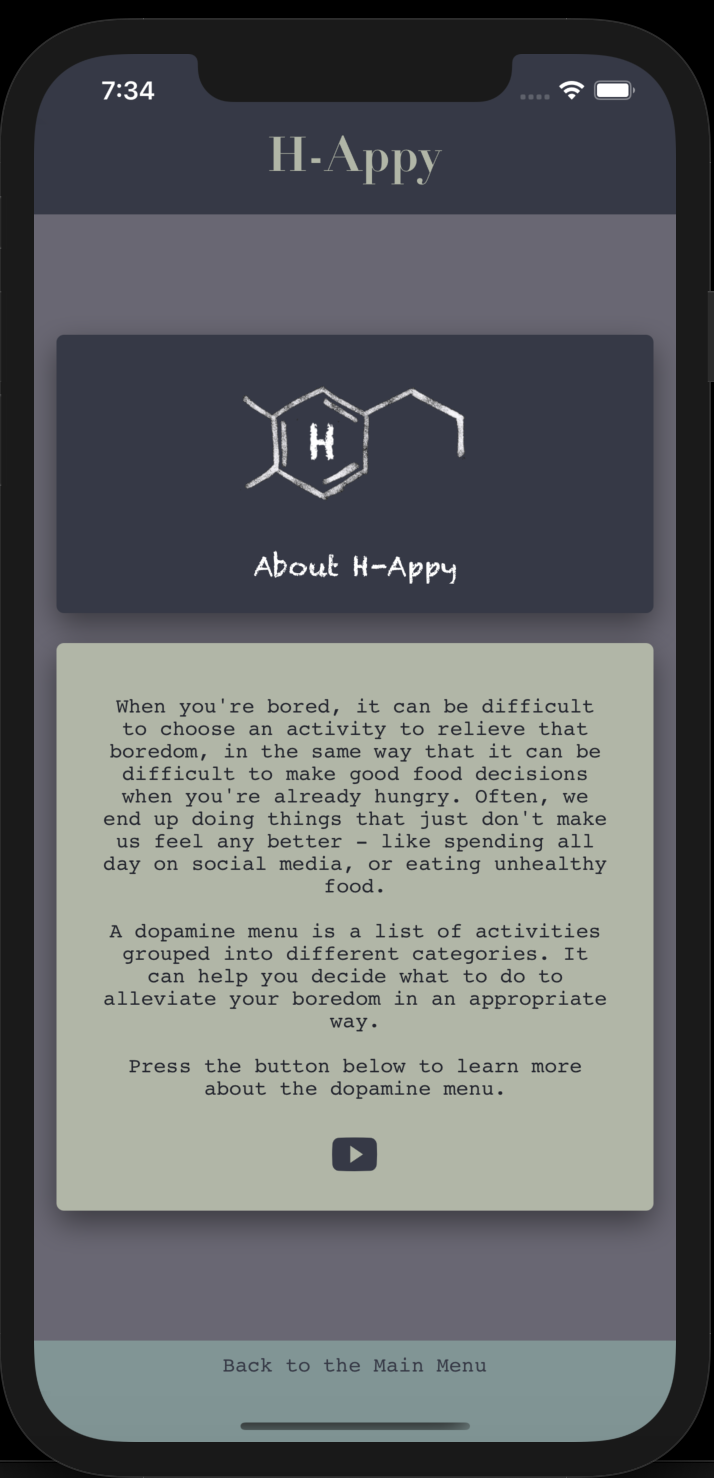 7:34
H-Appy
H
About H-Appy
When you're bored, it can be difficult
to choose an activity to relieve that
boredom, in the same way that it can be
difficult to make good food decisions
when you're already hungry. Often, we
end up doing things that just don't make
us feel any better - like spending all
day on social media, or eating unhealthy
food.
A dopamine menu is a list of activities
grouped into different categories. It
can help you decide what to do to
alleviate your boredom in an appropriate
way.
Press the button below to learn more
about the dopamine menu.
Back to the Main Menu